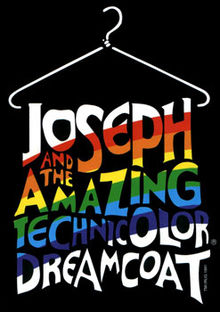 JOSEPH
AND
THE
AMAZING
TECHNICOLOR®
DREAMCOAT